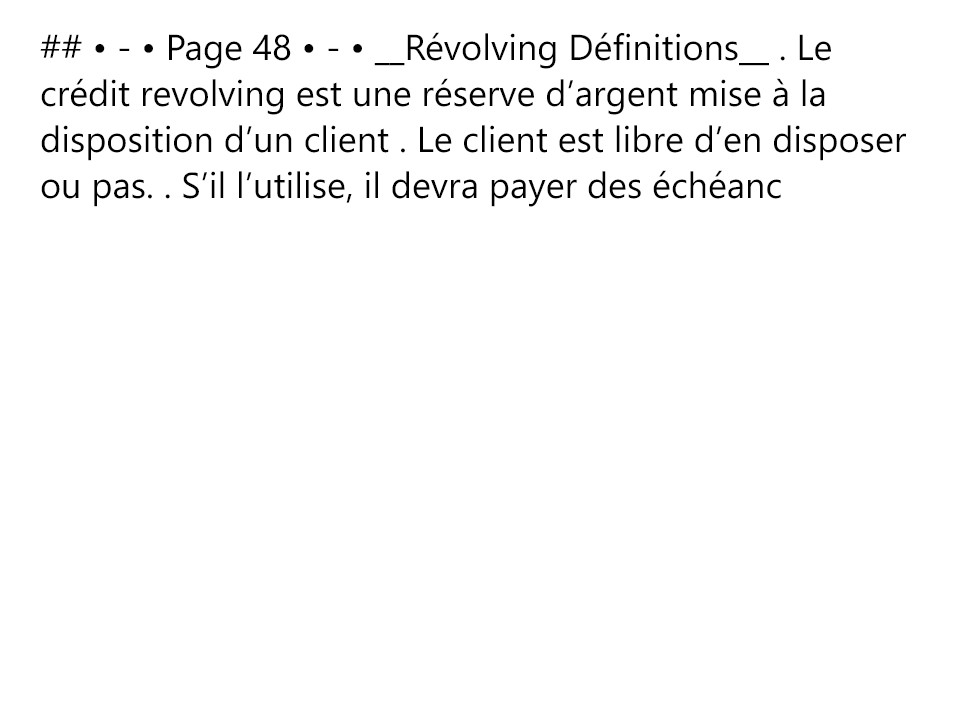 ## • - • Page 48 • - • __Révolving Définitions__ . Le
crédit revolving est une réserve d’argent mise à la
disposition d’un client . Le client est libre d’en disposer
ou pas. . S’il l’utilise, il devra payer des échéanc